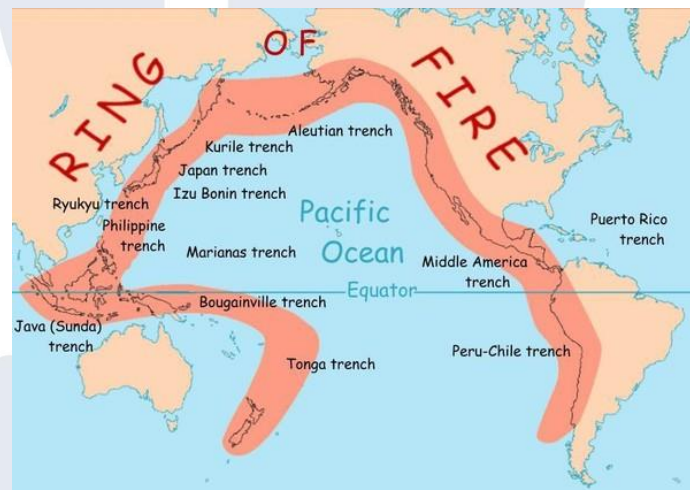 RING
OF
FIRE
Aleutian trench
Kurile trench
Japan trench
Izu Bonin trench
Ryukyu trench
Philippine
trench
Pacific
Ocean
Puerto Rico
trench
Marianas trench
Middle America
trench
Equator
Bougainville trench
Java (Sunda)
trench
Tonga trench
Peru-Chile trench